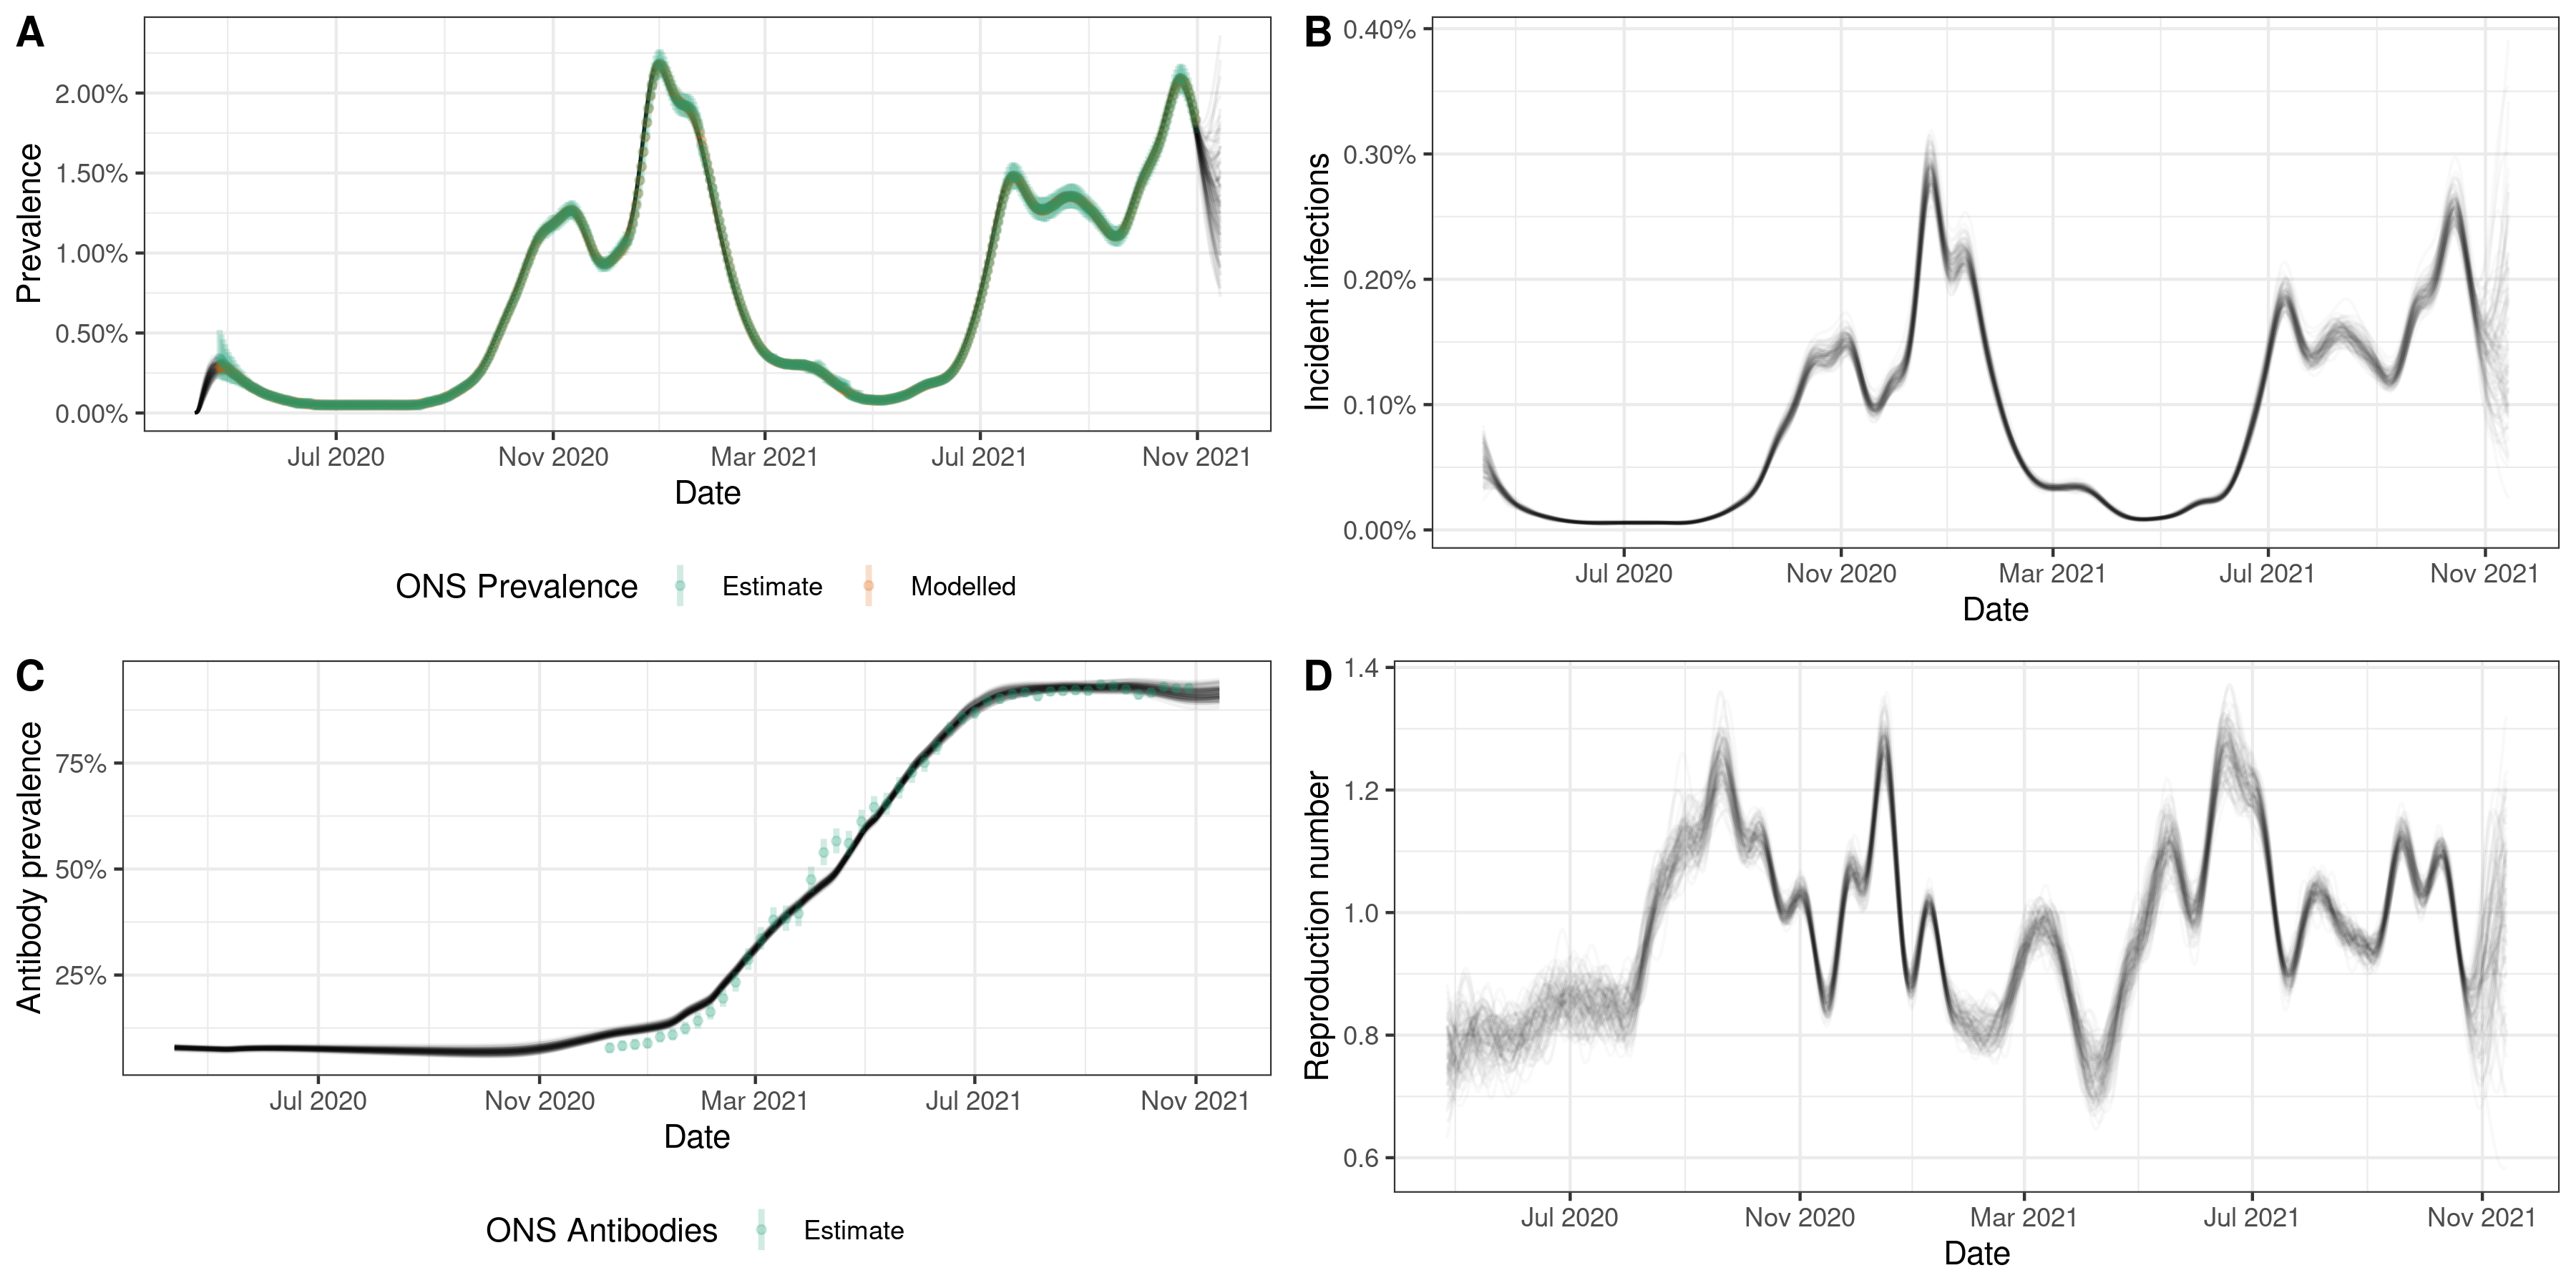 A
Prevalence
2.00%
1.50%
1.00%
0.50%
0.00%
Jul 2020 Nov 2020 Mar 2021 Jul 2021 Nov 2021
Date
ONS Prevalence Estimate Modelled
B
Incident infections
0.40%
0.30%
0.20%
0.10%
0.00%
Jul 2020 Nov 2020 Mar 2021 Jul 2021 Nov 2021
Date
C
Antibody prevalence
75%
50%
25%
Jul 2020 Nov 2020 Mar 2021 Jul 2021 Nov 2021
Date
ONS Antibodies Estimate
D
Reproduction number
1.4
1.2
1.0
0.8
0.6
Jul 2020 Nov 2020 Mar 2021 Jul 2021 Nov 2021
Date